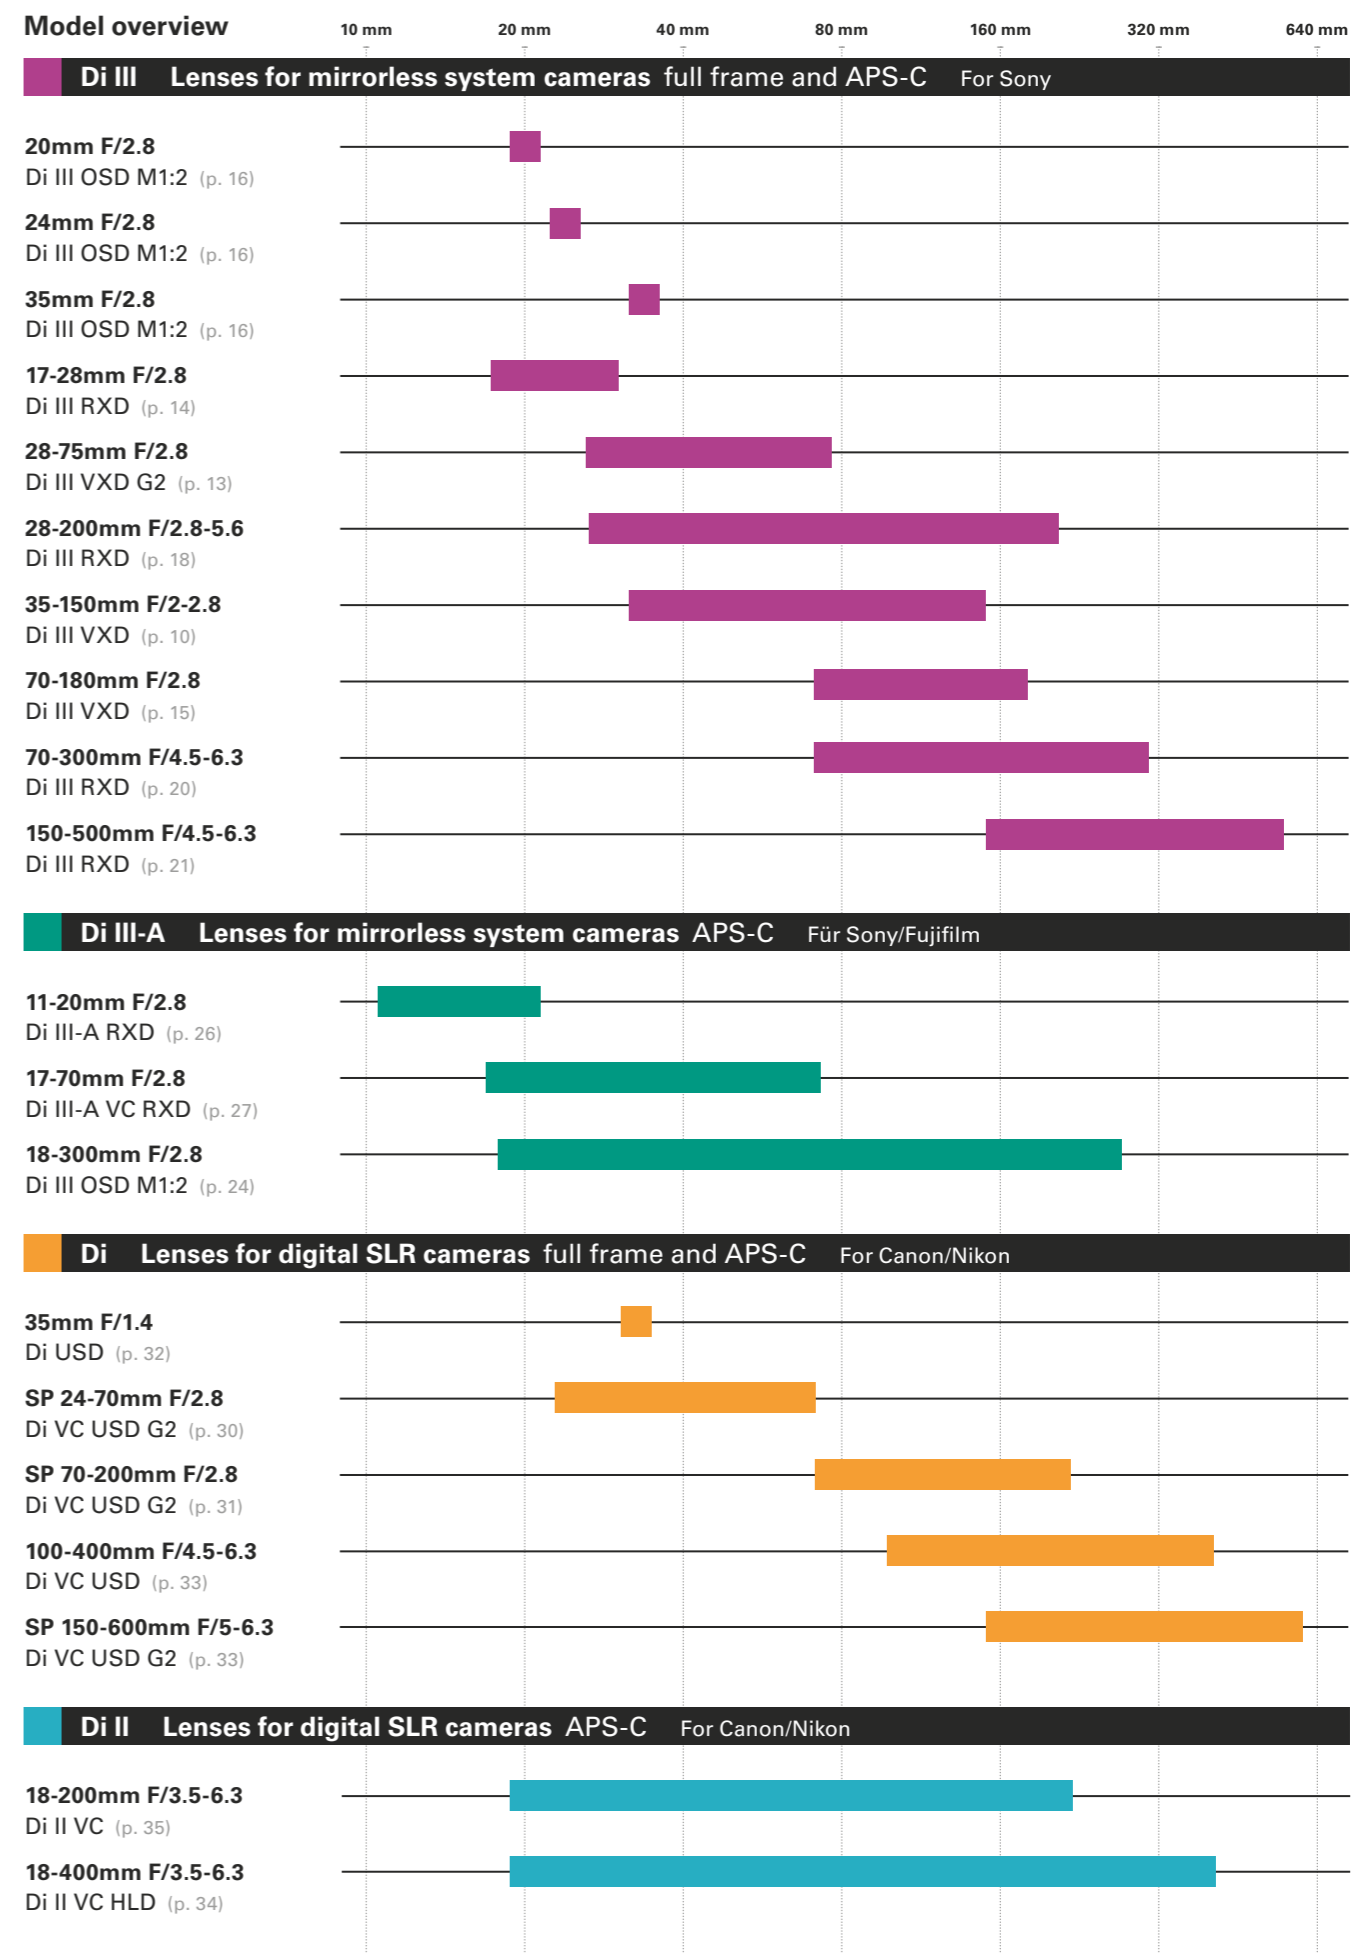 Model overview 10 mm 20 mm 40 mm 80 mm 160 mm 320 mm 640 mm
Di III Lenses for mirrorless system cameras full frame and APS-C For Sony
20mm F/2.8
Di III OSD M1:2 (p. 16)
24mm F/2.8
Di III OSD M1:2 (p. 16)
35mm F/2.8
Di III OSD M1:2 (p. 16)
17-28mm F/2.8
Di III RXD (p. 14)
28-75mm F/2.8
Di III VXD G2 (p. 13)
28-200mm F/2.8-5.6
Di III RXD (p. 18)
35-150mm F/2-2.8
Di III VXD (p. 10)
70-180mm F/2.8
Di III VXD (p. 15)
70-300mm F/4.5-6.3
Di III RXD (p. 20)
150-500mm F/4.5-6.3
Di III RXD (p. 21)
Di III-A Lenses for mirrorless system cameras APS-C Für Sony/Fujifilm
11-20mm F/2.8
Di III-A RXD (p. 26)
17-70mm F/2.8
Di III-A VC RXD (p. 27)
18-300mm F/2.8
Di III OSD M1:2 (p. 24)
Di Lenses for digital SLR cameras full frame and APS-C For Canon/Nikon
35mm F/1.4
Di USD (p. 32)
SP 24-70mm F/2.8
Di VC USD G2 (p. 30)
SP 70-200mm F/2.8
Di VC USD G2 (p. 31)
100-400mm F/4.5-6.3
Di VC USD (p. 33)
SP 150-600mm F/5-6.3
Di VC USD G2 (p. 33)
Di II Lenses for digital SLR cameras APS-C For Canon/Nikon
18-200mm F/3.5-6.3
Di II VC (p. 35)
18-400mm F/3.5-6.3
Di II VC HLD (p. 34)